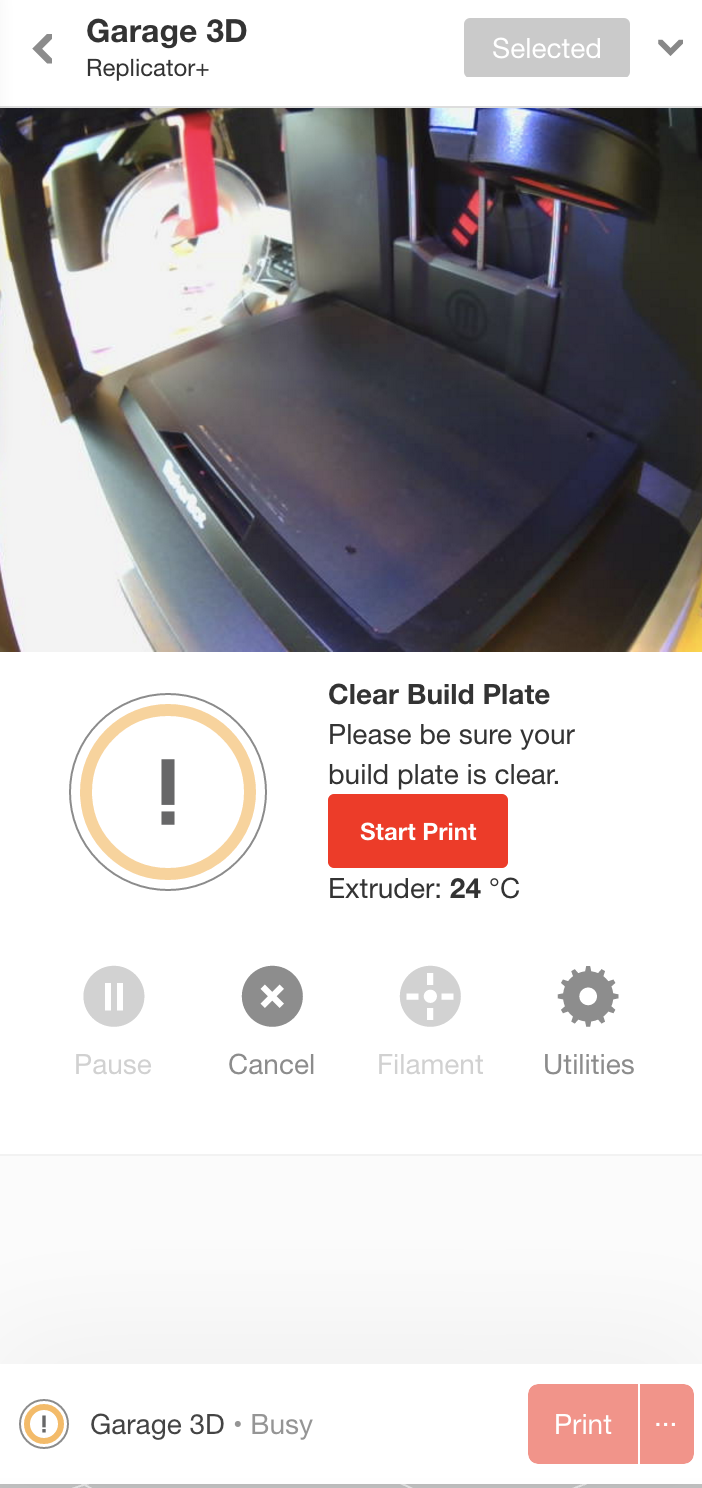 Garage 3D
Selected
Replicator+
MakerBot
Clear Build Plate
Please be sure your
build plate is clear.
Start Print
Extruder: 24 °C
Pause
Cancel
Filament
Utilities
Garage 3D • Busy
Print
...